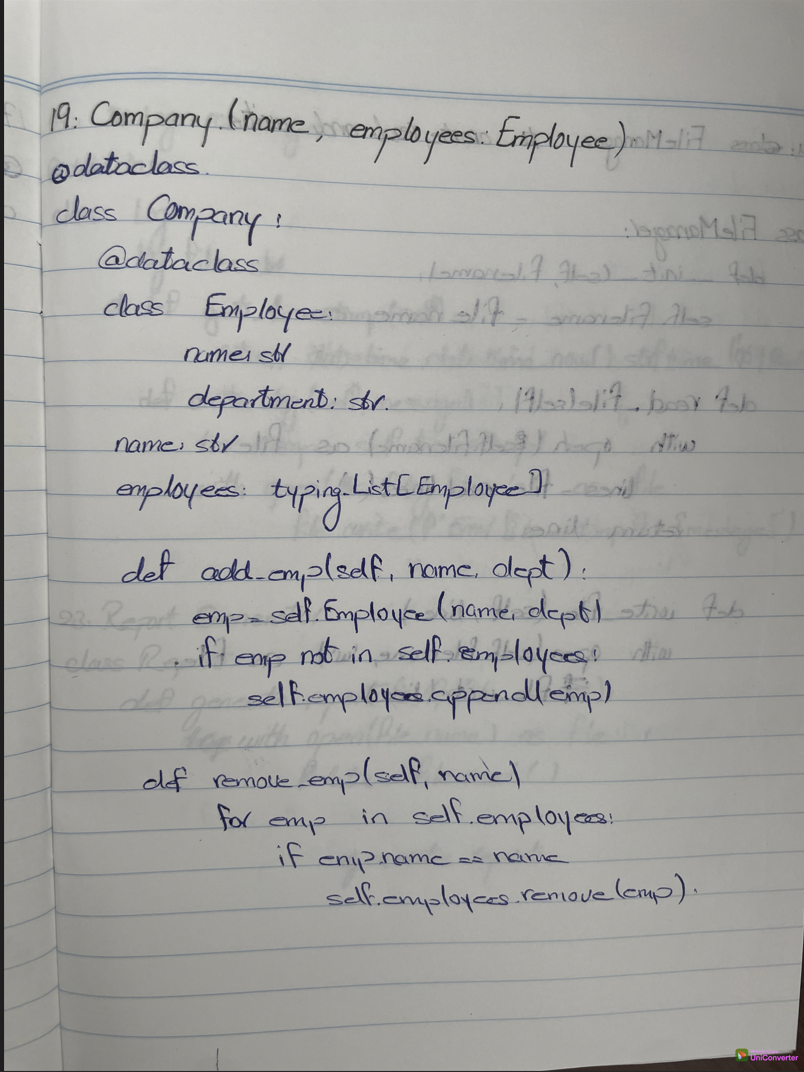 19: Company.(name, employees: Employee)
@dataclass.
class Company:
@dataclass
class Employee:
name: str
department: str.
name: str
employees: typing.List[Employee]
def add_emp(self, name, dept):
emp = self.Employee(name, dept)
if emp not in self.employees:
self.employees.append(emp)
def remove_emp(self, name)
for emp in self.employees:
if emp.name == name
self.employees.remove(emp).
UniConverter